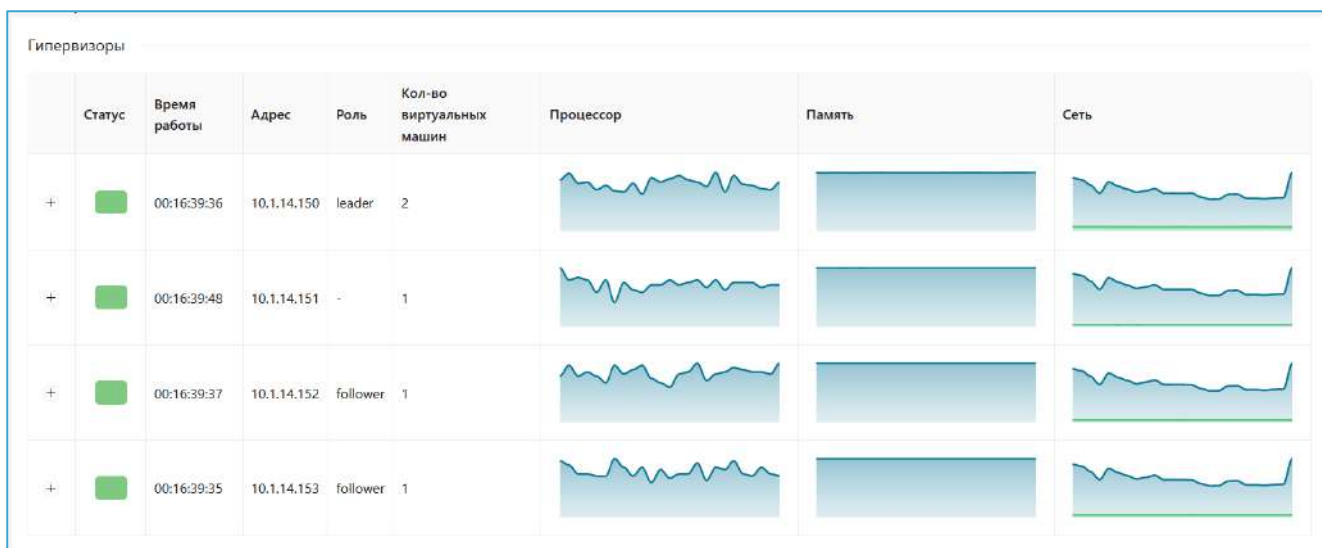 Гипервизоры
Статус Время работы Адрес Роль Кол-во виртуальных машин Процессор Память Сеть
+ 00:16:39:36 10.1.14.150 leader 2
+ 00:16:39:48 10.1.14.151 - 1
+ 00:16:39:37 10.1.14.152 follower 1
+ 00:16:39:35 10.1.14.153 follower 1